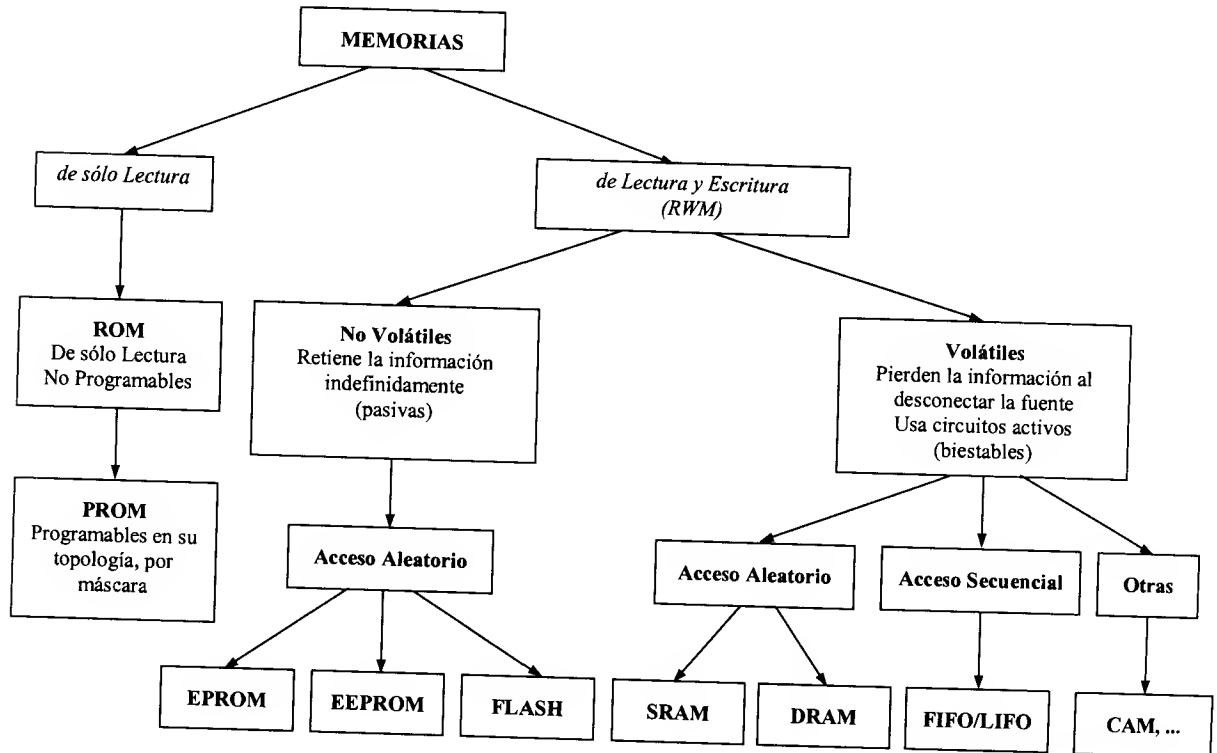 MEMORIAS
de sólo Lectura
de Lectura y Escritura
(RWM)
ROM
De sólo Lectura
No Programables
No Volátiles
Retiene la información
indefinidamente
(pasivas)
Volátiles
Pierden la información al
desconectar la fuente
Usa circuitos activos
(biestables)
PROM
Programables en su
topología, por
máscara
Acceso Aleatorio
Acceso Aleatorio
Acceso Secuencial
Otras
EPROM
EEPROM
FLASH
SRAM
DRAM
FIFO/LIFO
CAM, ...